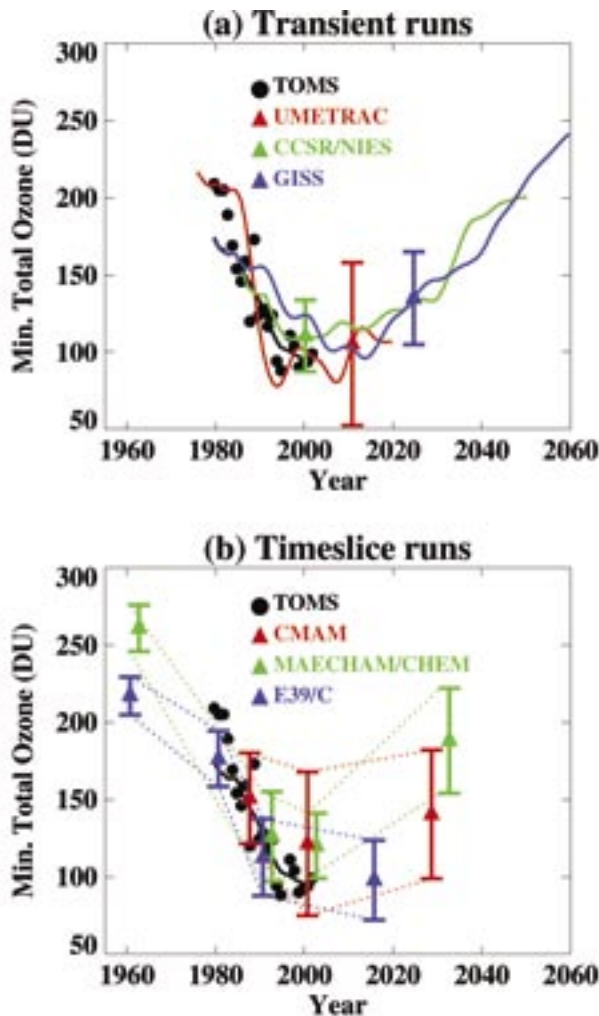 (a) Transient runs
300
250
200
150
100
50
Min. Total Ozone (DU)
TOMS
UMETRAC
CCSR/NIES
GISS
1960 1980 2000 2020 2040 2060
Year
(b) Timeslice runs
300
250
200
150
100
50
Min. Total Ozone (DU)
TOMS
CMAM
MAECHAM/CHEM
E39/C
1960 1980 2000 2020 2040 2060
Year